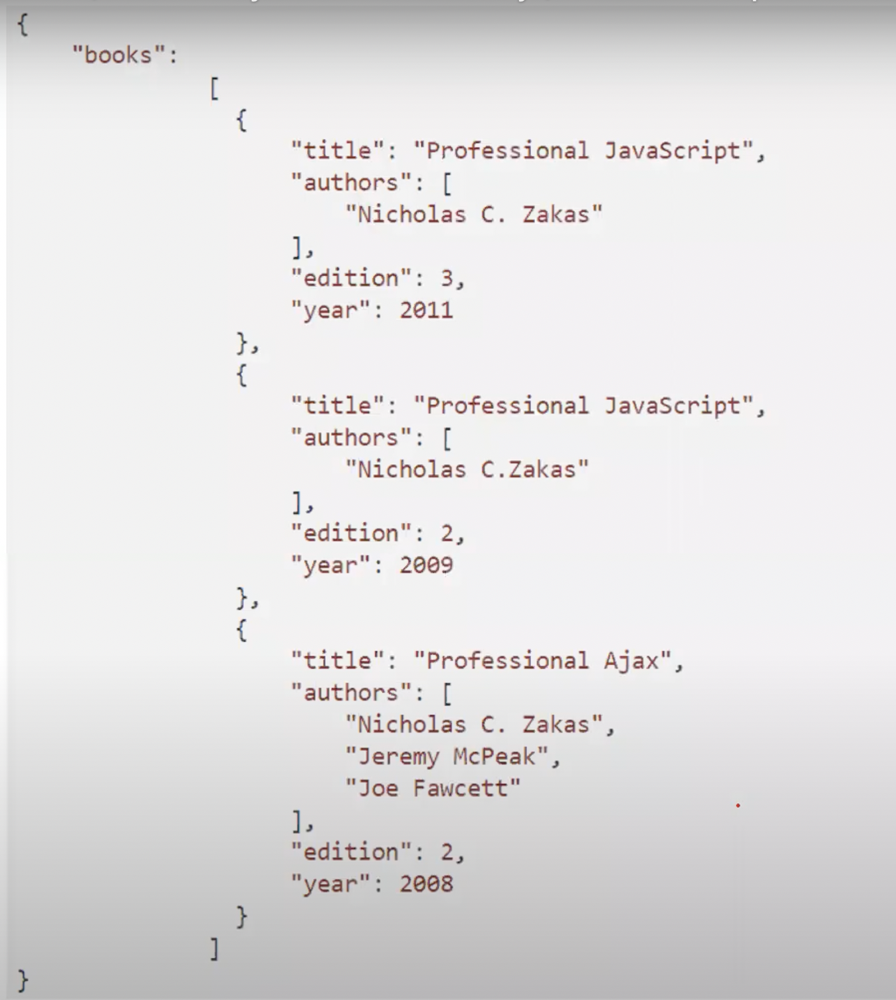 {
"books":
[
{
"title": "Professional JavaScript",
"authors": [
"Nicholas C. Zakas"
],
"edition": 3,
"year": 2011
},
{
"title": "Professional JavaScript",
"authors": [
"Nicholas C.Zakas"
],
"edition": 2,
"year": 2009
},
{
"title": "Professional Ajax",
"authors": [
"Nicholas C. Zakas",
"Jeremy McPeak",
"Joe Fawcett"
],
"edition": 2,
"year": 2008
}
]
}